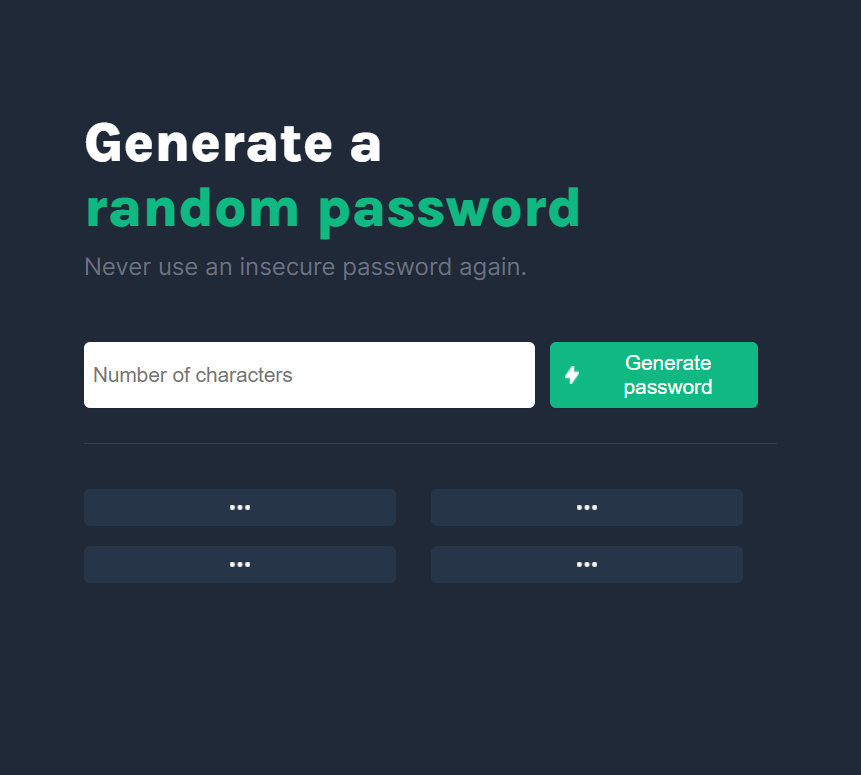 Generate a
random password
Never use an insecure password again.
Number of characters
Generate
password
... ...
... ...